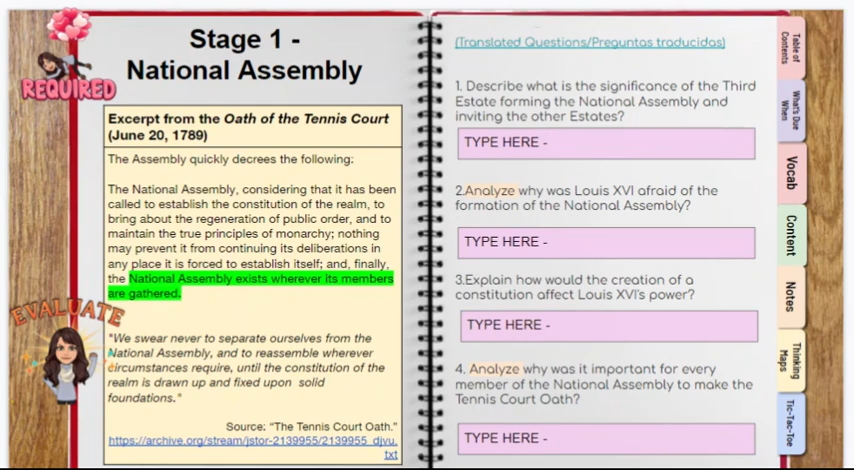 Stage 1 -
National Assembly
REQUIRED
Excerpt from the Oath of the Tennis Court
(June 20, 1789)
The Assembly quickly decrees the following:
The National Assembly, considering that it has been
called to establish the constitution of the realm, to
bring about the regeneration of public order, and to
maintain the true principles of monarchy; nothing
may prevent it from continuing its deliberations in
any place it is forced to establish itself; and, finally,
the National Assembly exists wherever its members
are gathered.
EVALUATE
"We swear never to separate ourselves from the
National Assembly, and to reassemble wherever
circumstances require, until the constitution of the
realm is drawn up and fixed upon solid
foundations."
Source: "The Tennis Court Oath."
https://archive.org/stream/jstor-2139955/2139955_djvu.
txt
(Translated Questions/Preguntas traducidas)
1. Describe what is the significance of the Third
Estate forming the National Assembly and
inviting the other Estates?
TYPE HERE -
2.Analyze why was Louis XVI afraid of the
formation of the National Assembly?
TYPE HERE -
3.Explain how would the creation of a
constitution affect Louis XVI's power?
TYPE HERE -
4. Analyze why was it important for every
member of the National Assembly to make the
Tennis Court Oath?
TYPE HERE -
Table of
Contents
What's Due
When
Vocab
Content
Notes
Thinking
Maps
Tic-Tac-Toe